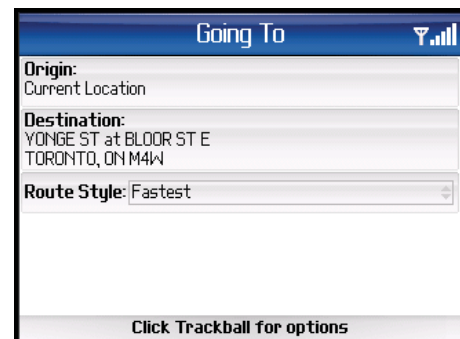 Going To
Origin:
Current Location
Destination:
YONGE ST at BLOOR ST E
TORONTO, ON M4W
Route Style: Fastest
Click Trackball for options